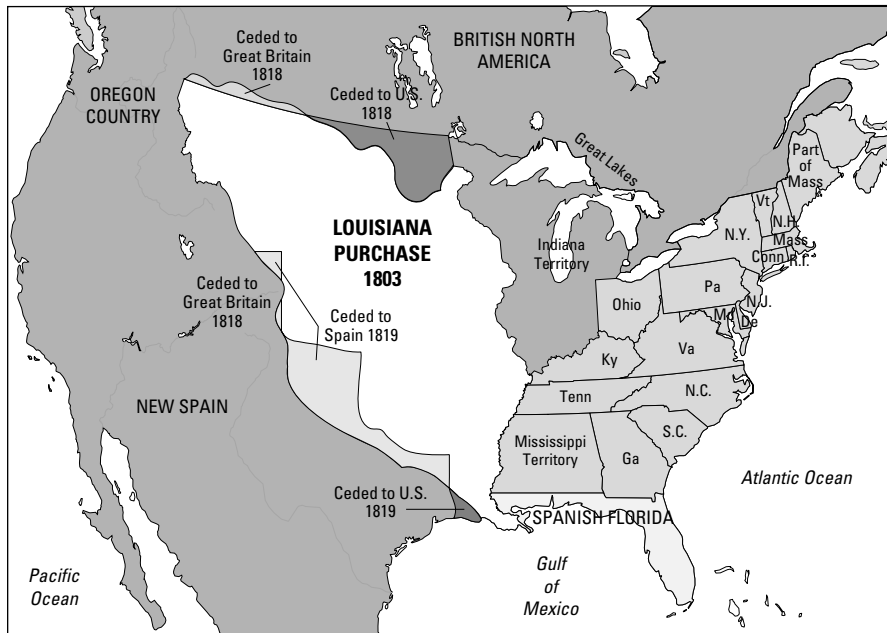 Ceded to
Great Britain
1818
BRITISH NORTH
AMERICA
OREGON
COUNTRY
Ceded to U.S.
1818
Great Lakes
Part
of
Mass
Vt
N.H.
N.Y.
Mass
Conn
R.I.
LOUISIANA
PURCHASE
1803
Indiana
Territory
Pa
N.J.
Ohio
Md
De
Ceded to
Great Britain
1818
Ceded to
Spain 1819
Va
Ky
N.C.
Tenn
NEW SPAIN
S.C.
Mississippi
Territory
Ga
Atlantic Ocean
Ceded to U.S.
1819
SPANISH FLORIDA
Pacific
Ocean
Gulf
of
Mexico